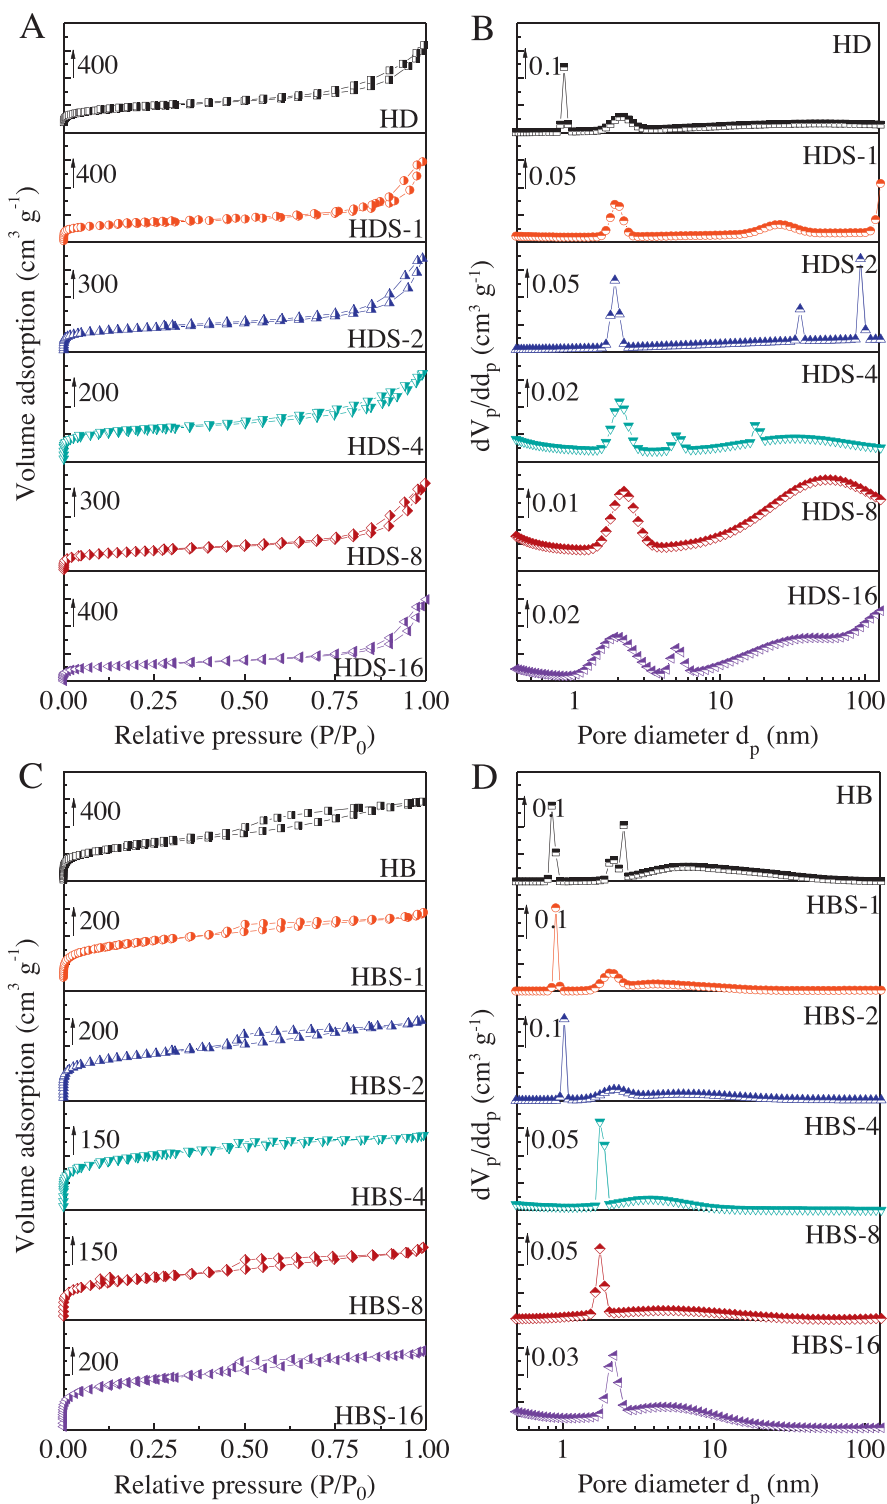 A
400
HD
400
HDS-1
300
HDS-2
200
HDS-4
300
HDS-8
400
HDS-16
Volume adsorption (cm³ g⁻¹)
0.00 0.25 0.50 0.75 1.00
Relative pressure (P/P₀)
B
HD
0.1
HDS-1
0.05
HDS-2
0.05
HDS-4
0.02
HDS-8
0.01
HDS-16
0.02
dVₚ/ddₚ (cm³ g⁻¹)
1 10 100
Pore diameter dₚ (nm)
C
400
HB
200
HBS-1
200
HBS-2
150
HBS-4
150
HBS-8
200
HBS-16
Volume adsorption (cm³ g⁻¹)
0.00 0.25 0.50 0.75 1.00
Relative pressure (P/P₀)
D
HB
0.1
HBS-1
0.1
HBS-2
0.1
HBS-4
0.05
HBS-8
0.05
HBS-16
0.03
dVₚ/ddₚ (cm³ g⁻¹)
1 10 100
Pore diameter dₚ (nm)